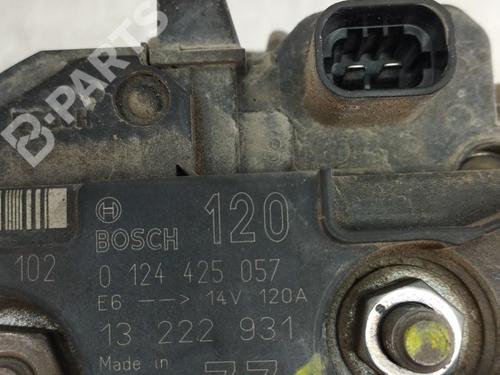 B-PARTS
BOSCH 120
102 0 124 425 057
E6 --> 14V 120A
13 222 931
Made in